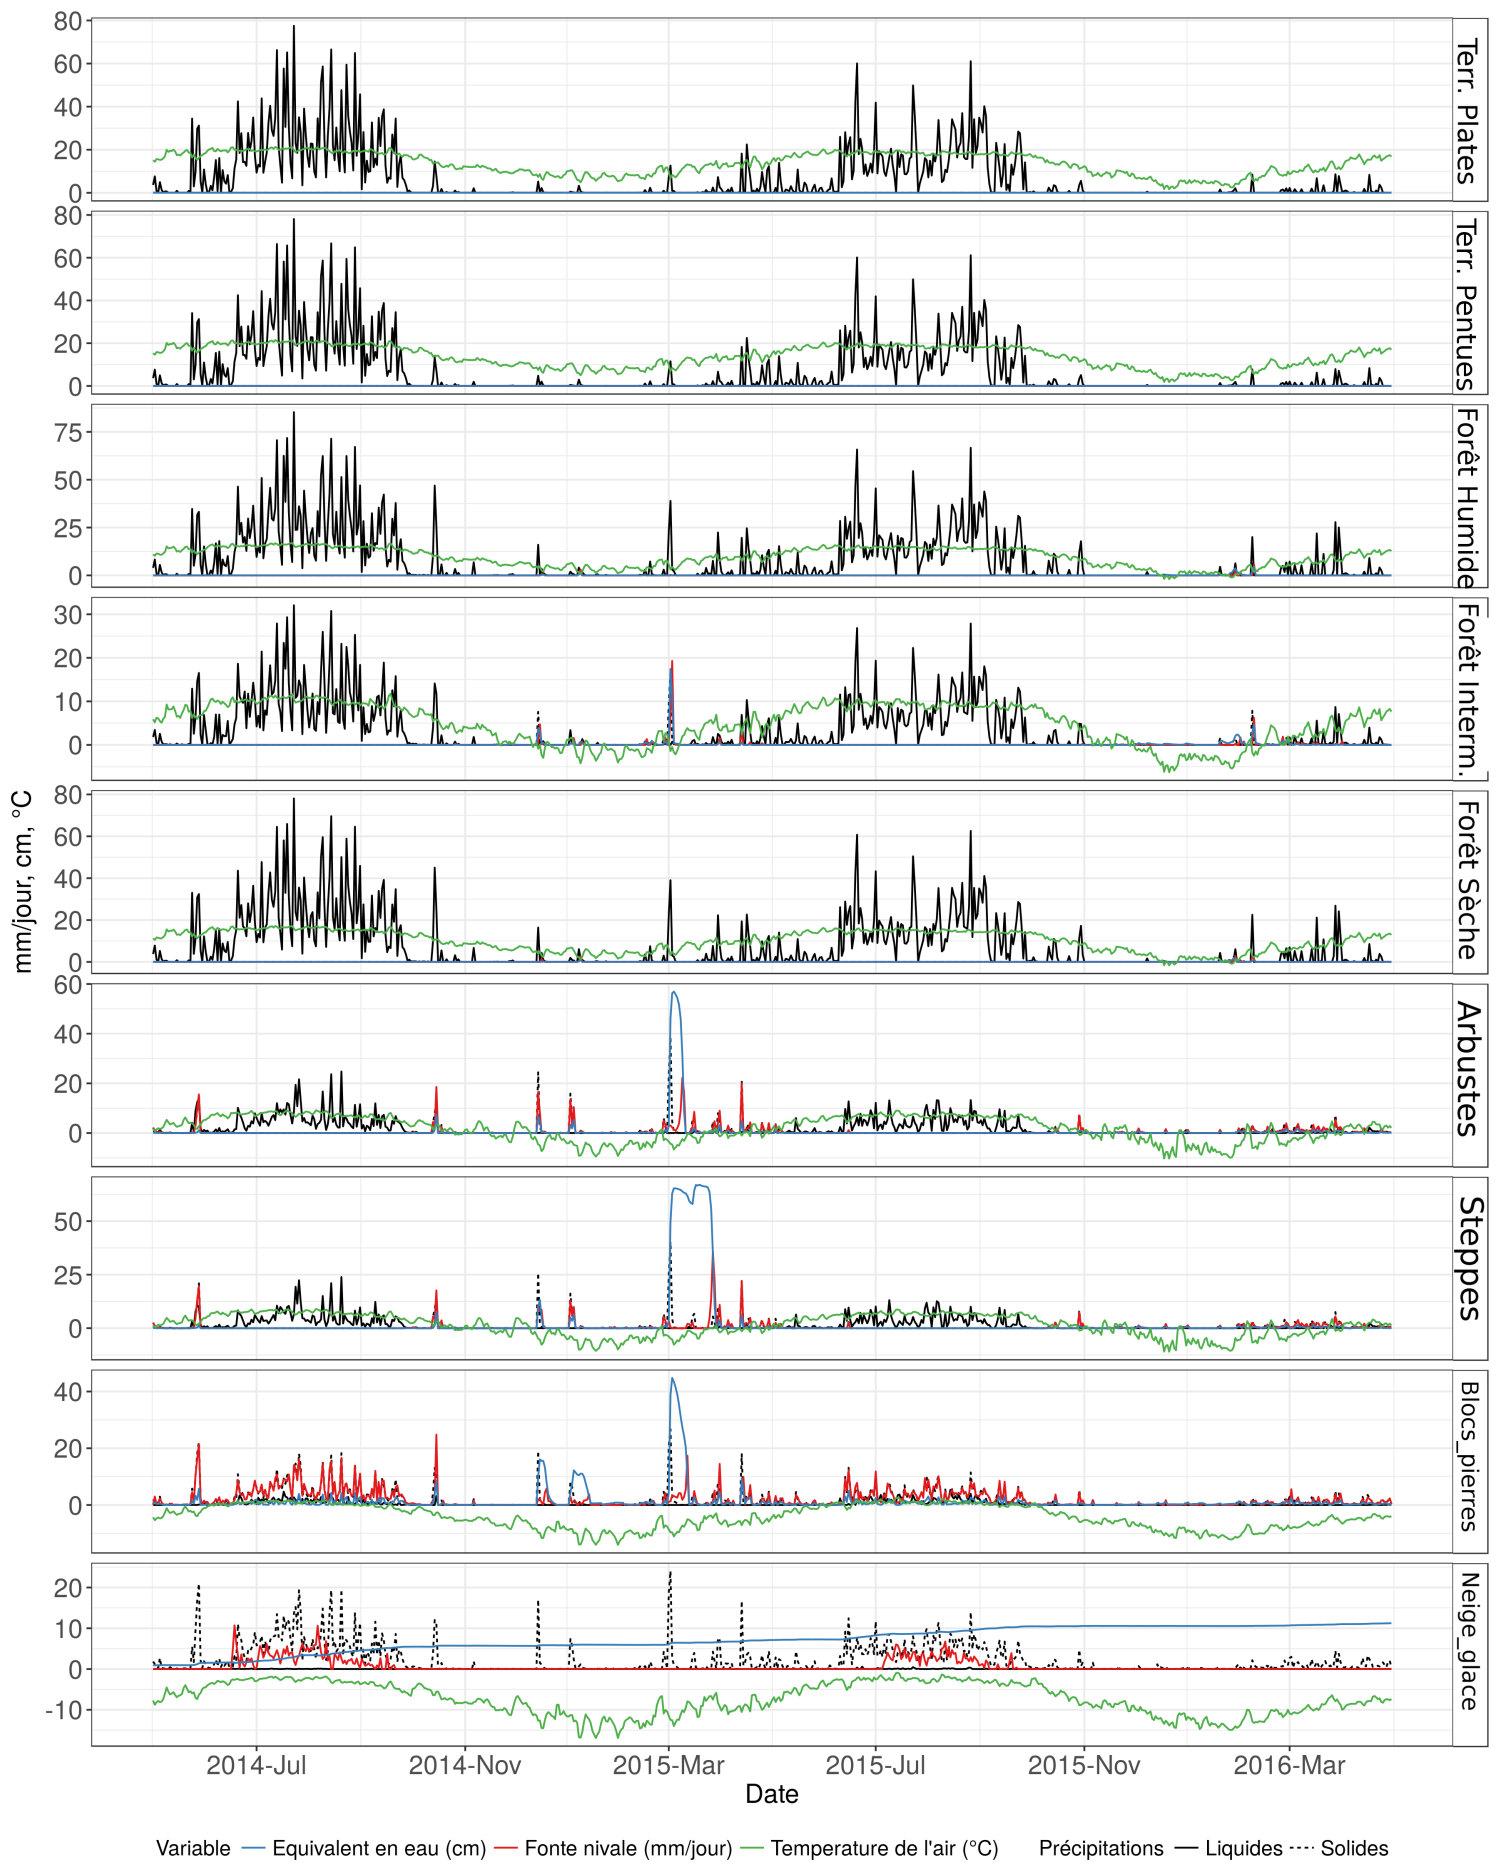 80
60
40
20
0
Terr. Plates
80
60
40
20
0
Terr. Pentues
75
50
25
0
Forêt Humide
30
20
10
0
Forêt Interm.
80
60
40
20
0
Forêt Sèche
60
40
20
0
Arbustes
50
25
0
Steppes
40
20
0
Blocs_pierres
20
10
0
-10
Neige_glace
mm/jour, cm, °C
2014-Jul 2014-Nov 2015-Mar 2015-Jul 2015-Nov 2016-Mar
Date
Variable Equivalent en eau (cm) Fonte nivale (mm/jour) Temperature de l'air (°C) Précipitations Liquides Solides